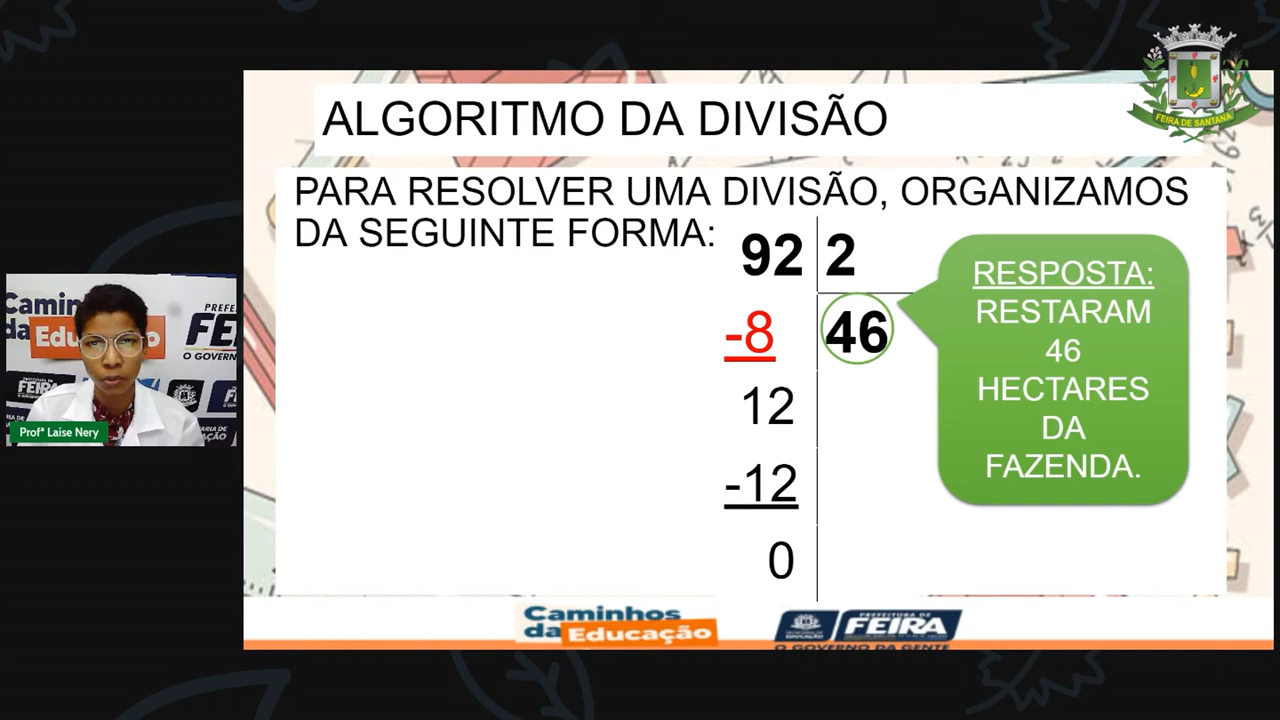 FEIRA DE SANTANA
ALGORITMO DA DIVISÃO
PARA RESOLVER UMA DIVISÃO, ORGANIZAMOS
DA SEGUINTE FORMA:
92 2
-8 46
12
-12
0
RESPOSTA:
RESTARAM
46
HECTARES
DA
FAZENDA.
Profª Laíse Nery
Caminhos
da Educação
PREFEITURA DE
FEIRA
O GOVERNO DA GENTE